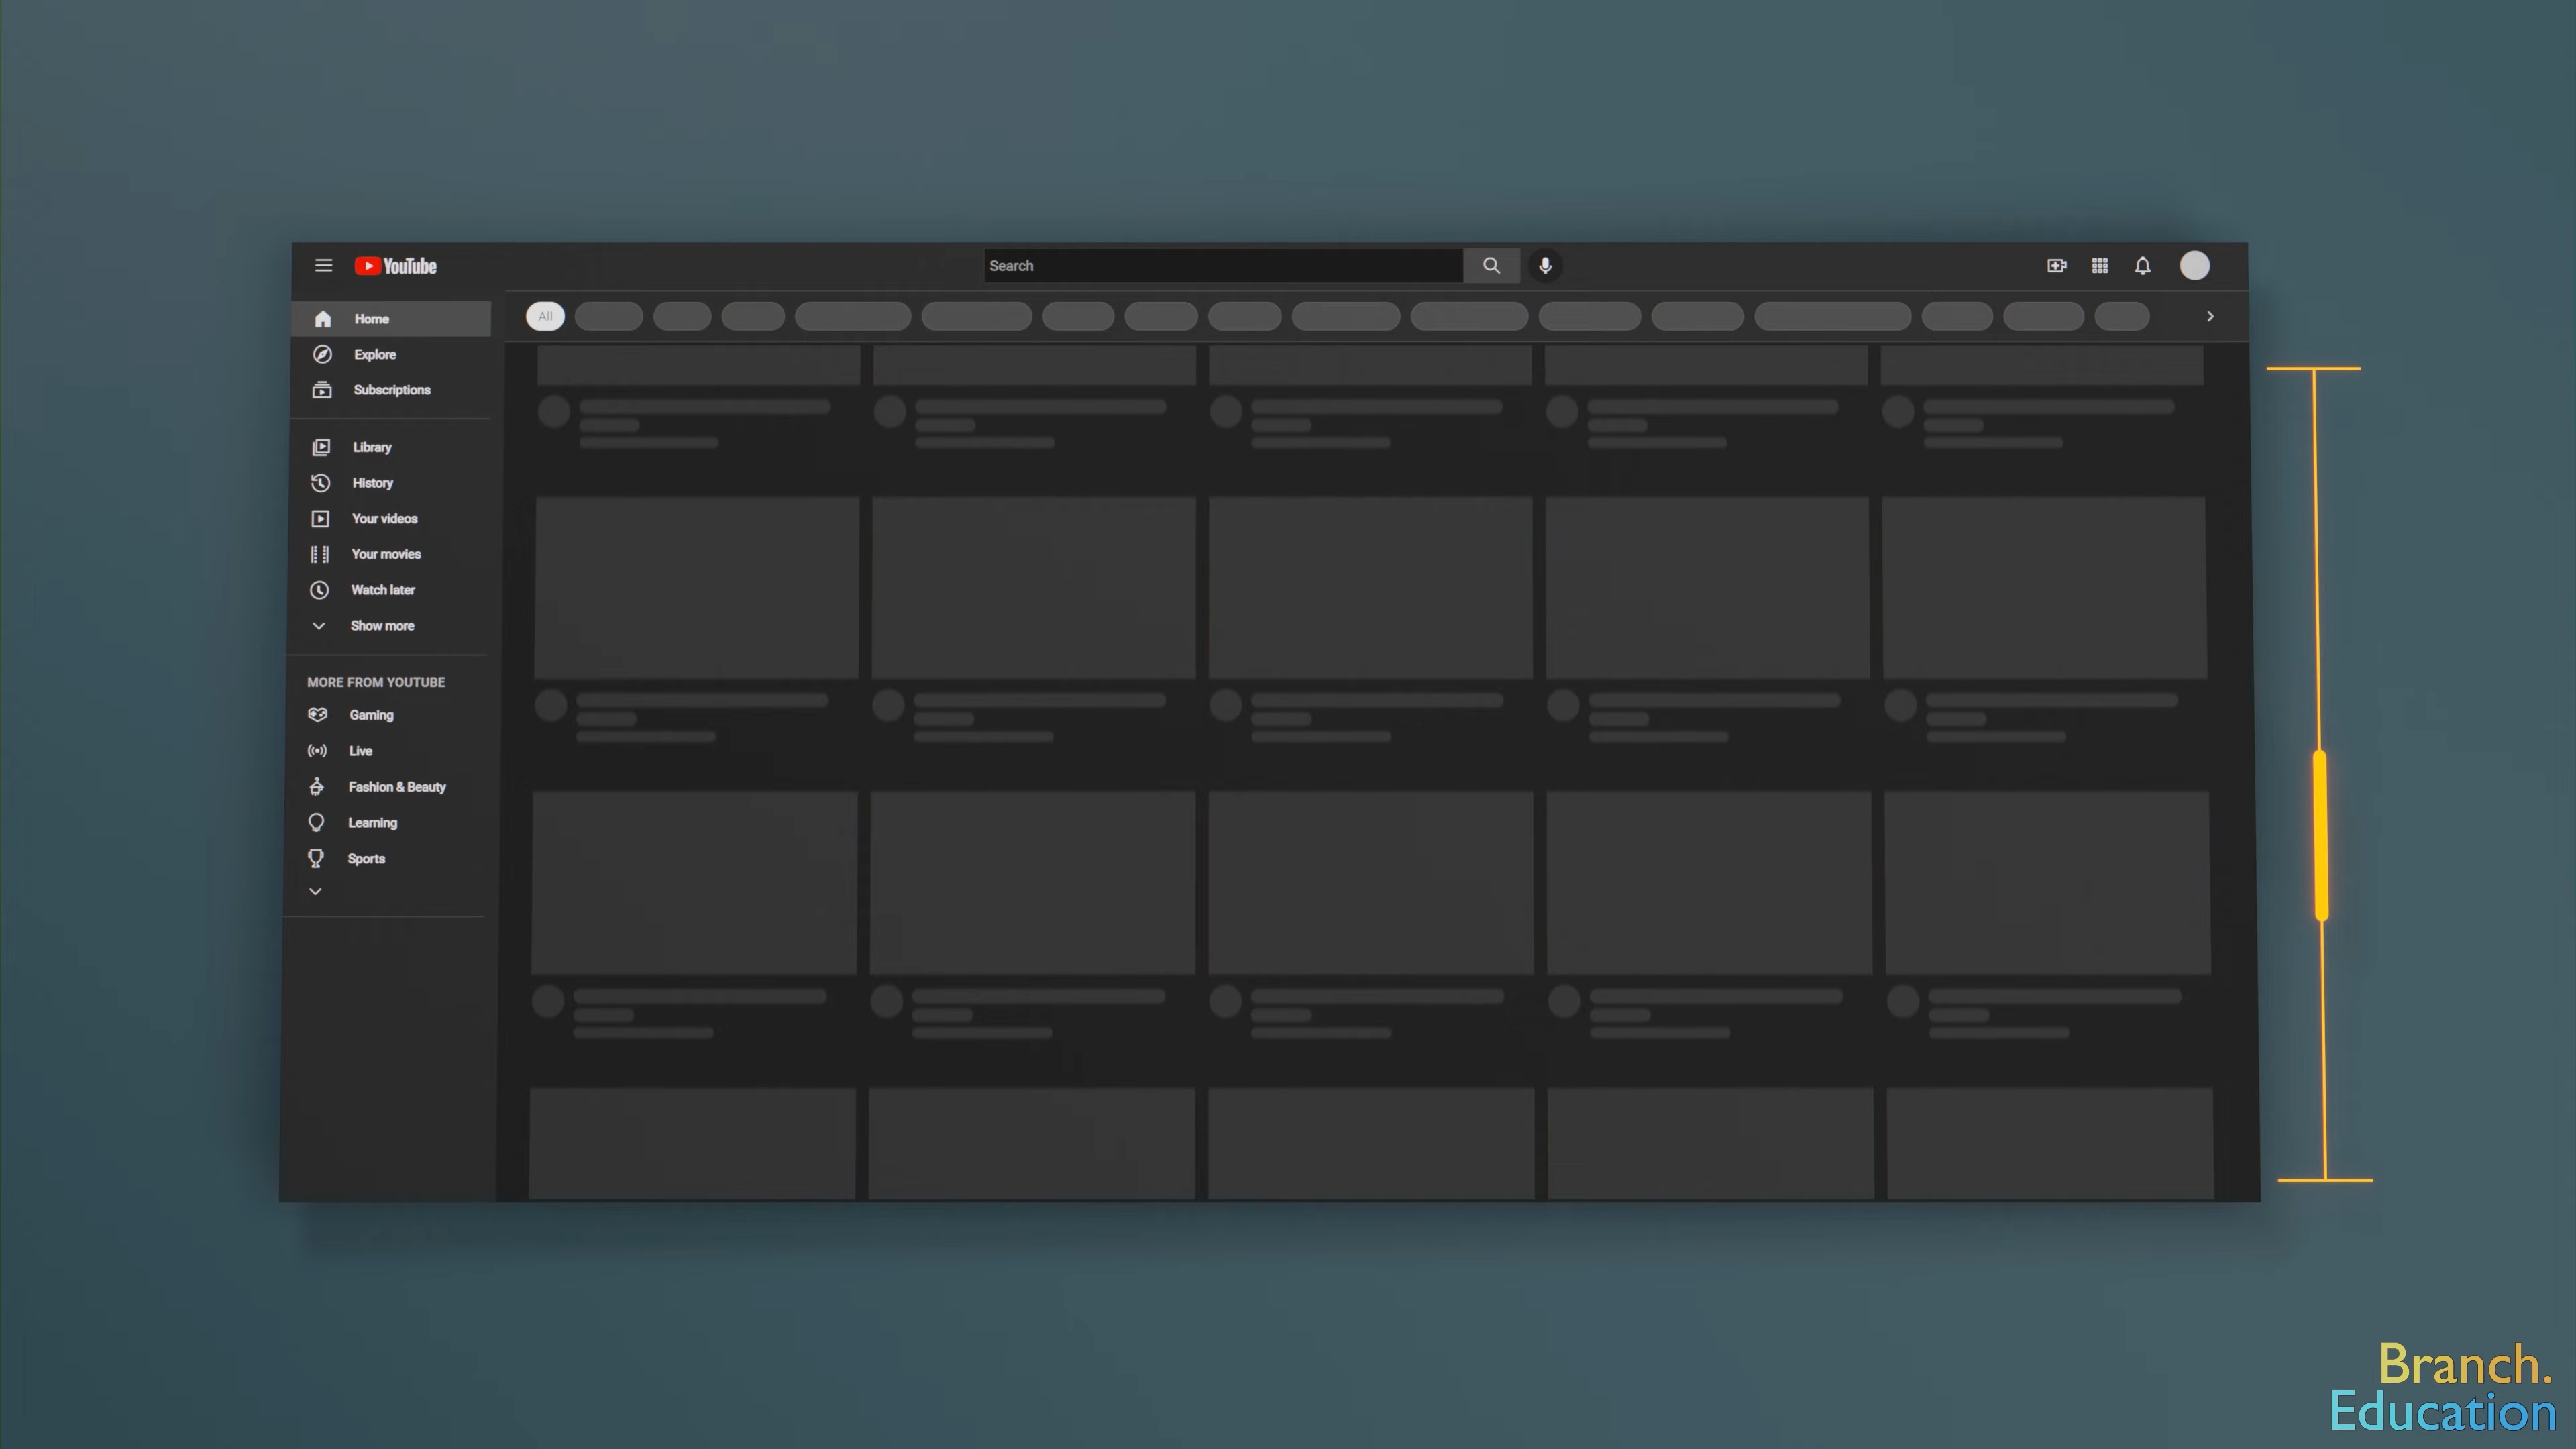 YouTube
Search
Home
All
Explore
Subscriptions
Library
History
Your videos
Your movies
Watch later
Show more
MORE FROM YOUTUBE
Gaming
Live
Fashion & Beauty
Learning
Sports
Branch.
Education